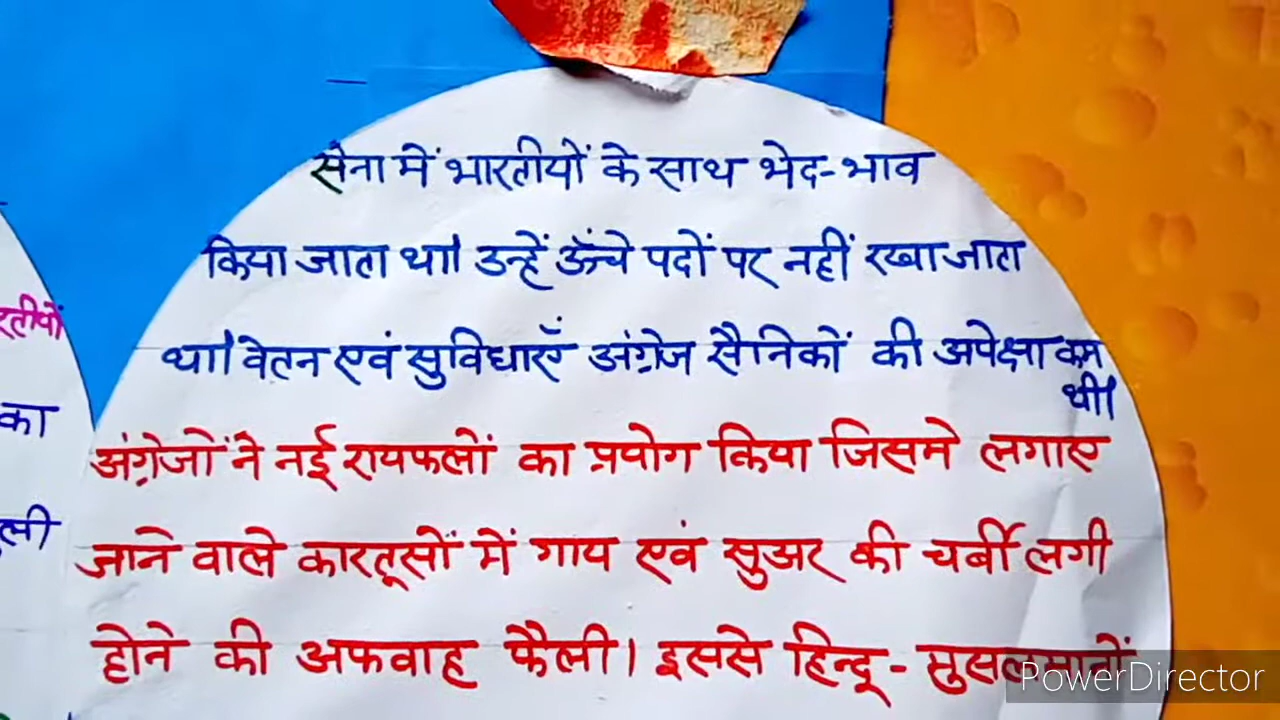 सेना में भारतीयों के साथ भेद-भाव
किया जाता था। उन्हें ऊँचे पदों पर नहीं रखा जाता
था। वेतन एवं सुविधाएँ अंग्रेज सैनिकों की अपेक्षा कम
थी।
अंग्रेजों ने नई रायफलों का प्रयोग किया जिसमे लगाए
जाने वाले कारतूसों में गाय एवं सुअर की चर्बी लगी
होने की अफवाह फैली। इससे हिन्दू - मुसलमानों
का
PowerDirector